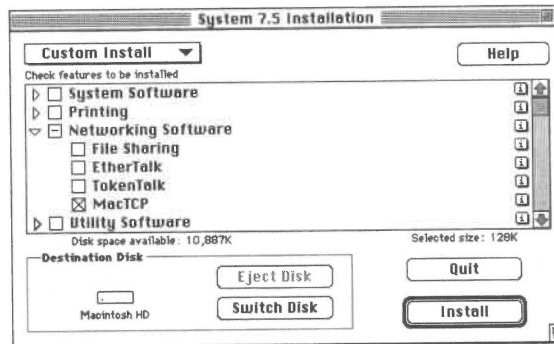 System 7.5 Installation
Custom Install
Help
Check features to be installed
System Software
Printing
Networking Software
File Sharing
EtherTalk
TokenTalk
MacTCP
Utility Software
Disk space available: 10,887K
Selected size: 128K
Destination Disk
Eject Disk
Quit
Macintosh HD
Switch Disk
Install